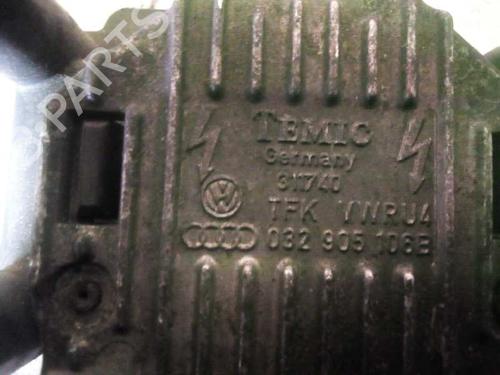 TEMIC
Germany
311740
TFK VWRU4
032 905 106B
B-PARTS